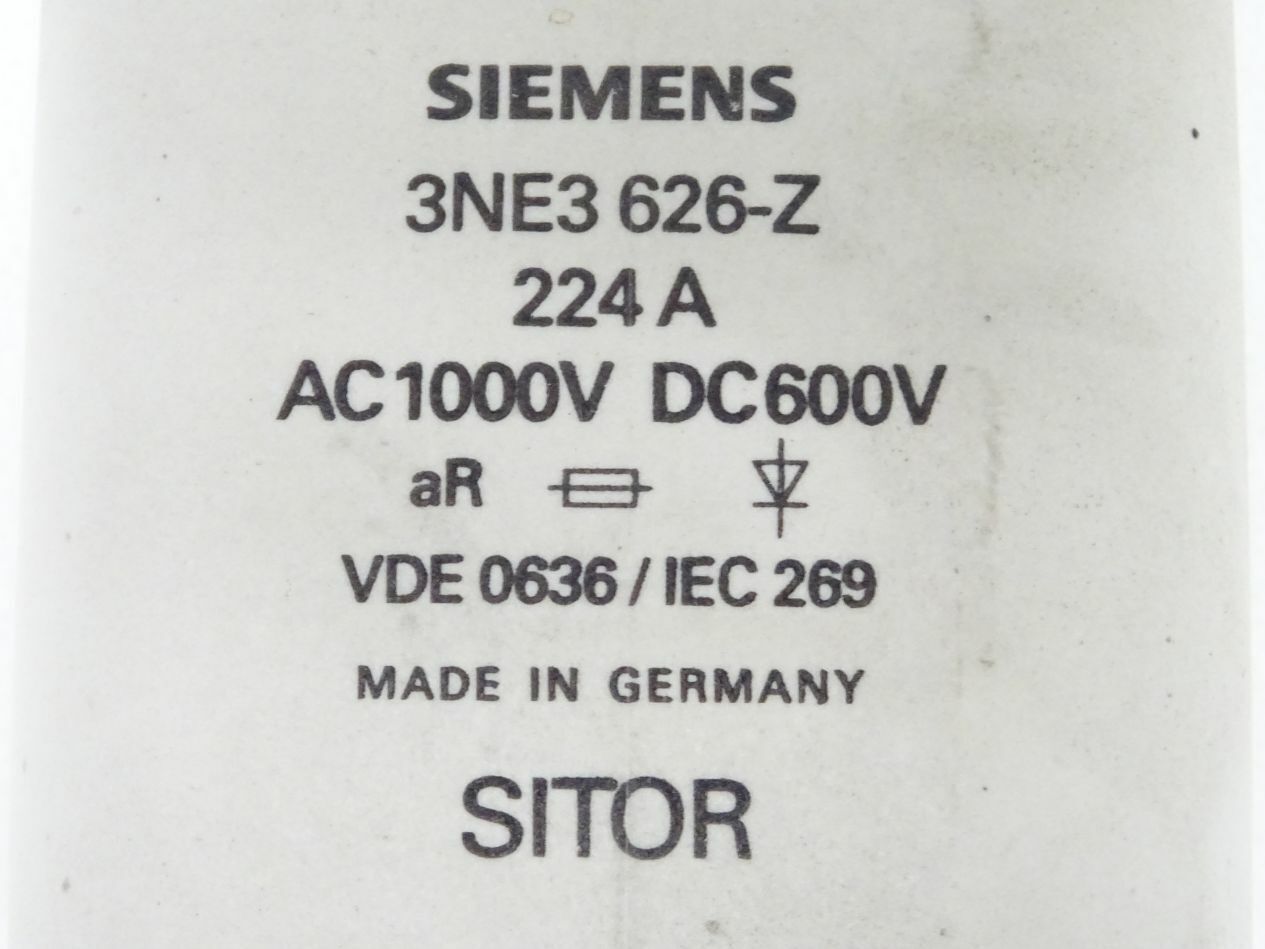 SIEMENS
3NE3 626-Z
224 A
AC1000V DC600V
aR
VDE 0636 / IEC 269
MADE IN GERMANY
SITOR